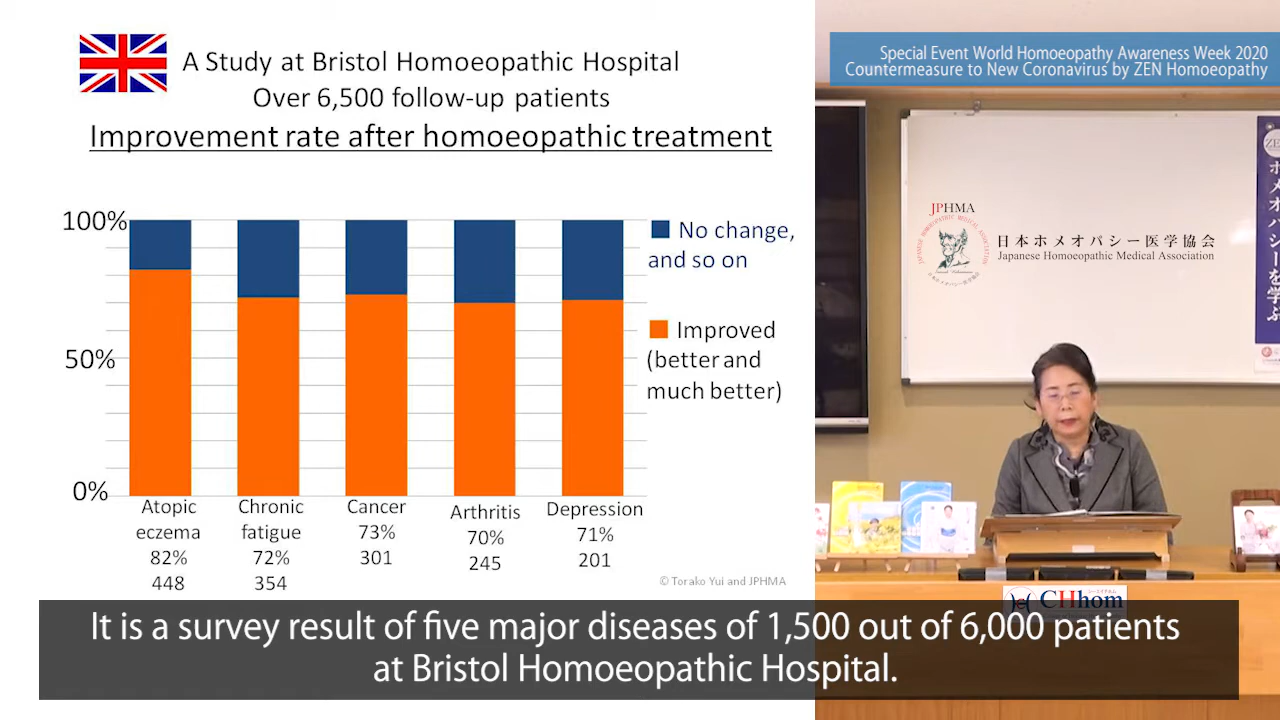 A Study at Bristol Homoeopathic Hospital
Over 6,500 follow-up patients
Improvement rate after homoeopathic treatment
100%
50%
0%
No change,
and so on
Improved
(better and
much better)
Atopic
eczema
82%
448
Chronic
fatigue
72%
354
Cancer
73%
301
Arthritis
70%
245
Depression
71%
201
© Torako Yui and JPHMA
Special Event World Homoeopathy Awareness Week 2020
Countermeasure to New Coronavirus by ZEN Homoeopathy
JPHMA
日本ホメオパシー医学協会
Japanese Homoeopathic Medical Association
ホメオパシーを学ぶ
CHhom
It is a survey result of five major diseases of 1,500 out of 6,000 patients
at Bristol Homoeopathic Hospital.